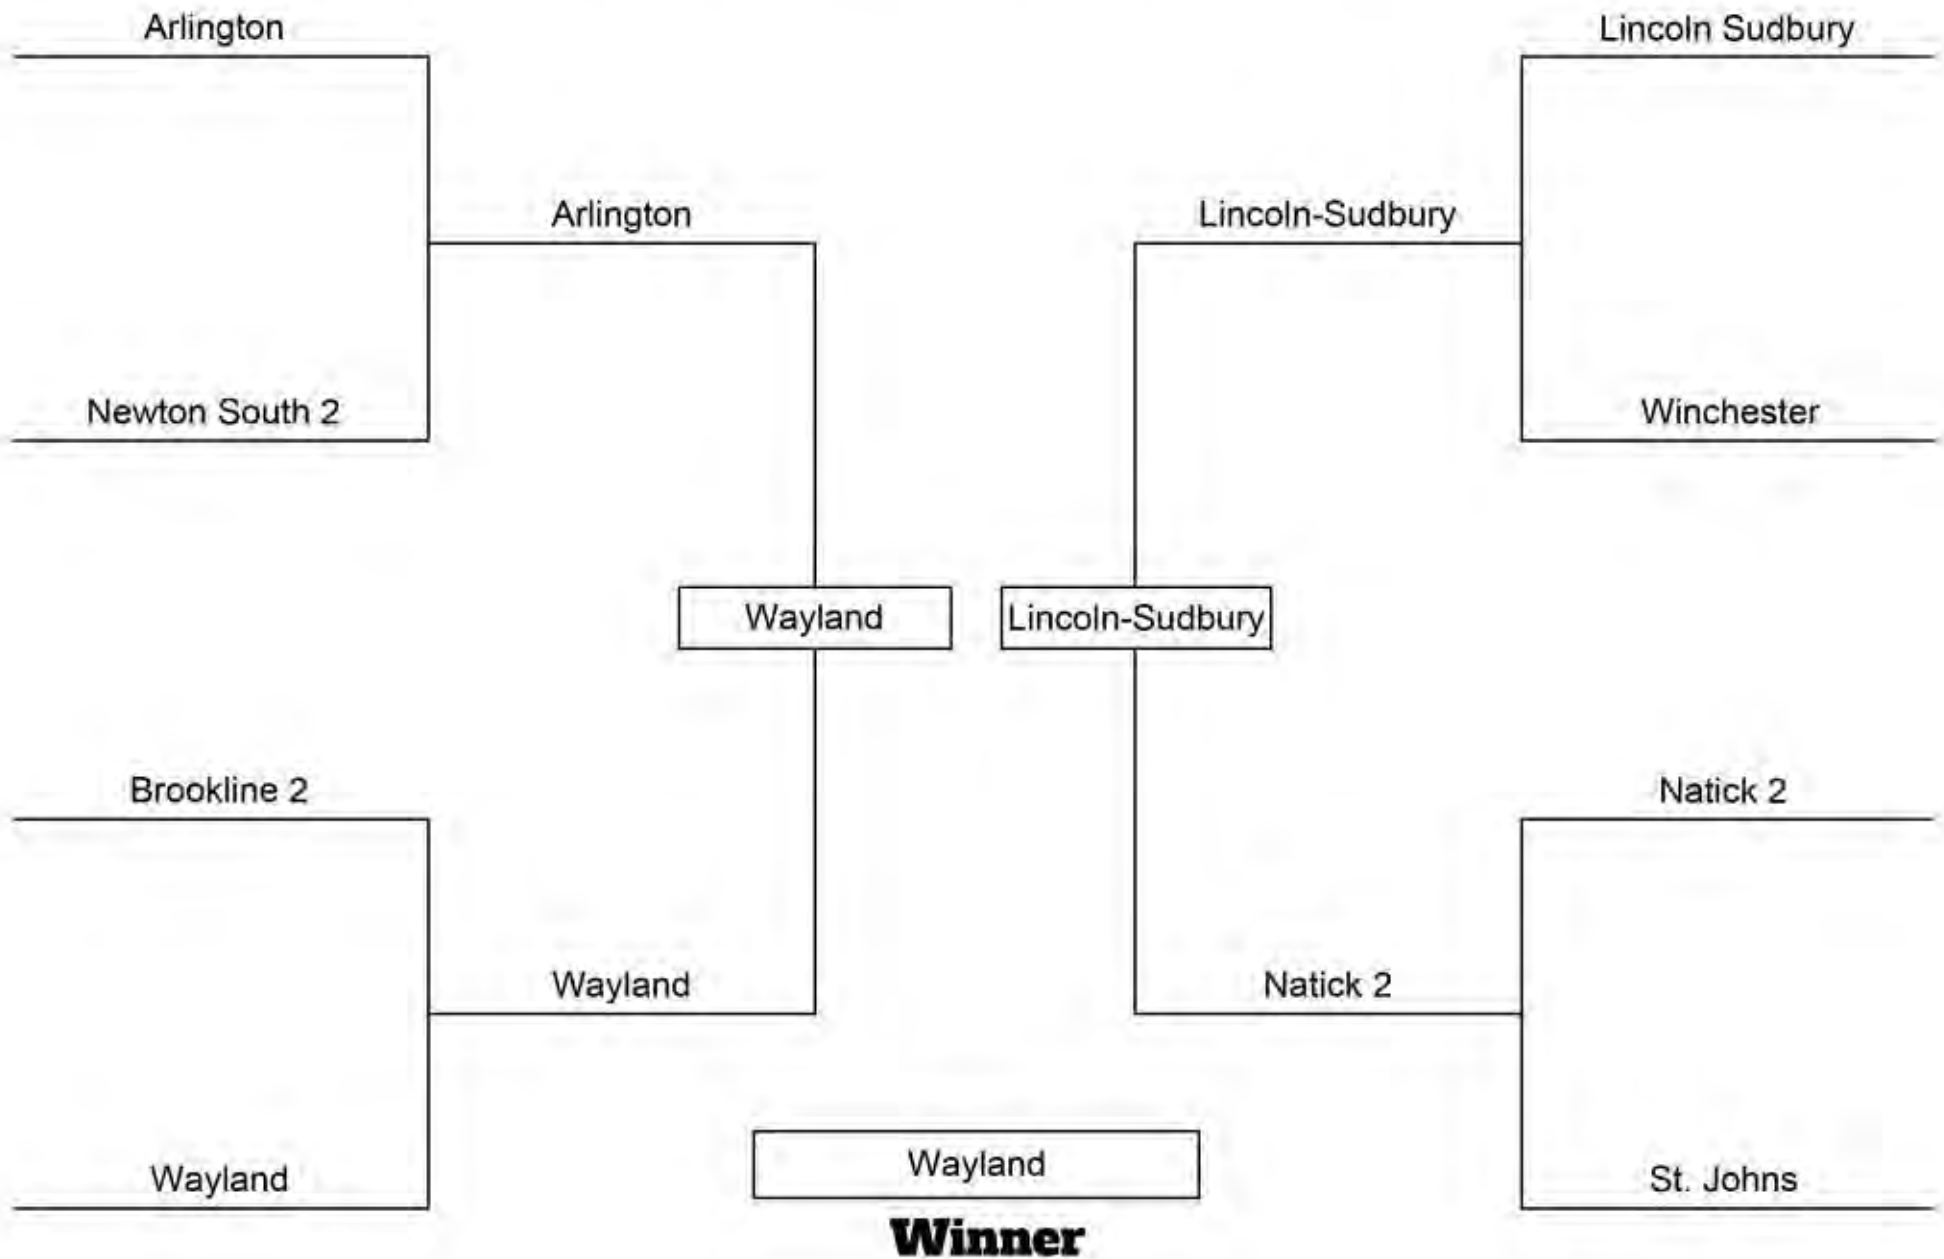 Arlington
Lincoln Sudbury
Arlington
Lincoln-Sudbury
Newton South 2
Winchester
Wayland
Lincoln-Sudbury
Brookline 2
Natick 2
Wayland
Natick 2
Wayland
Wayland
St. Johns
Winner